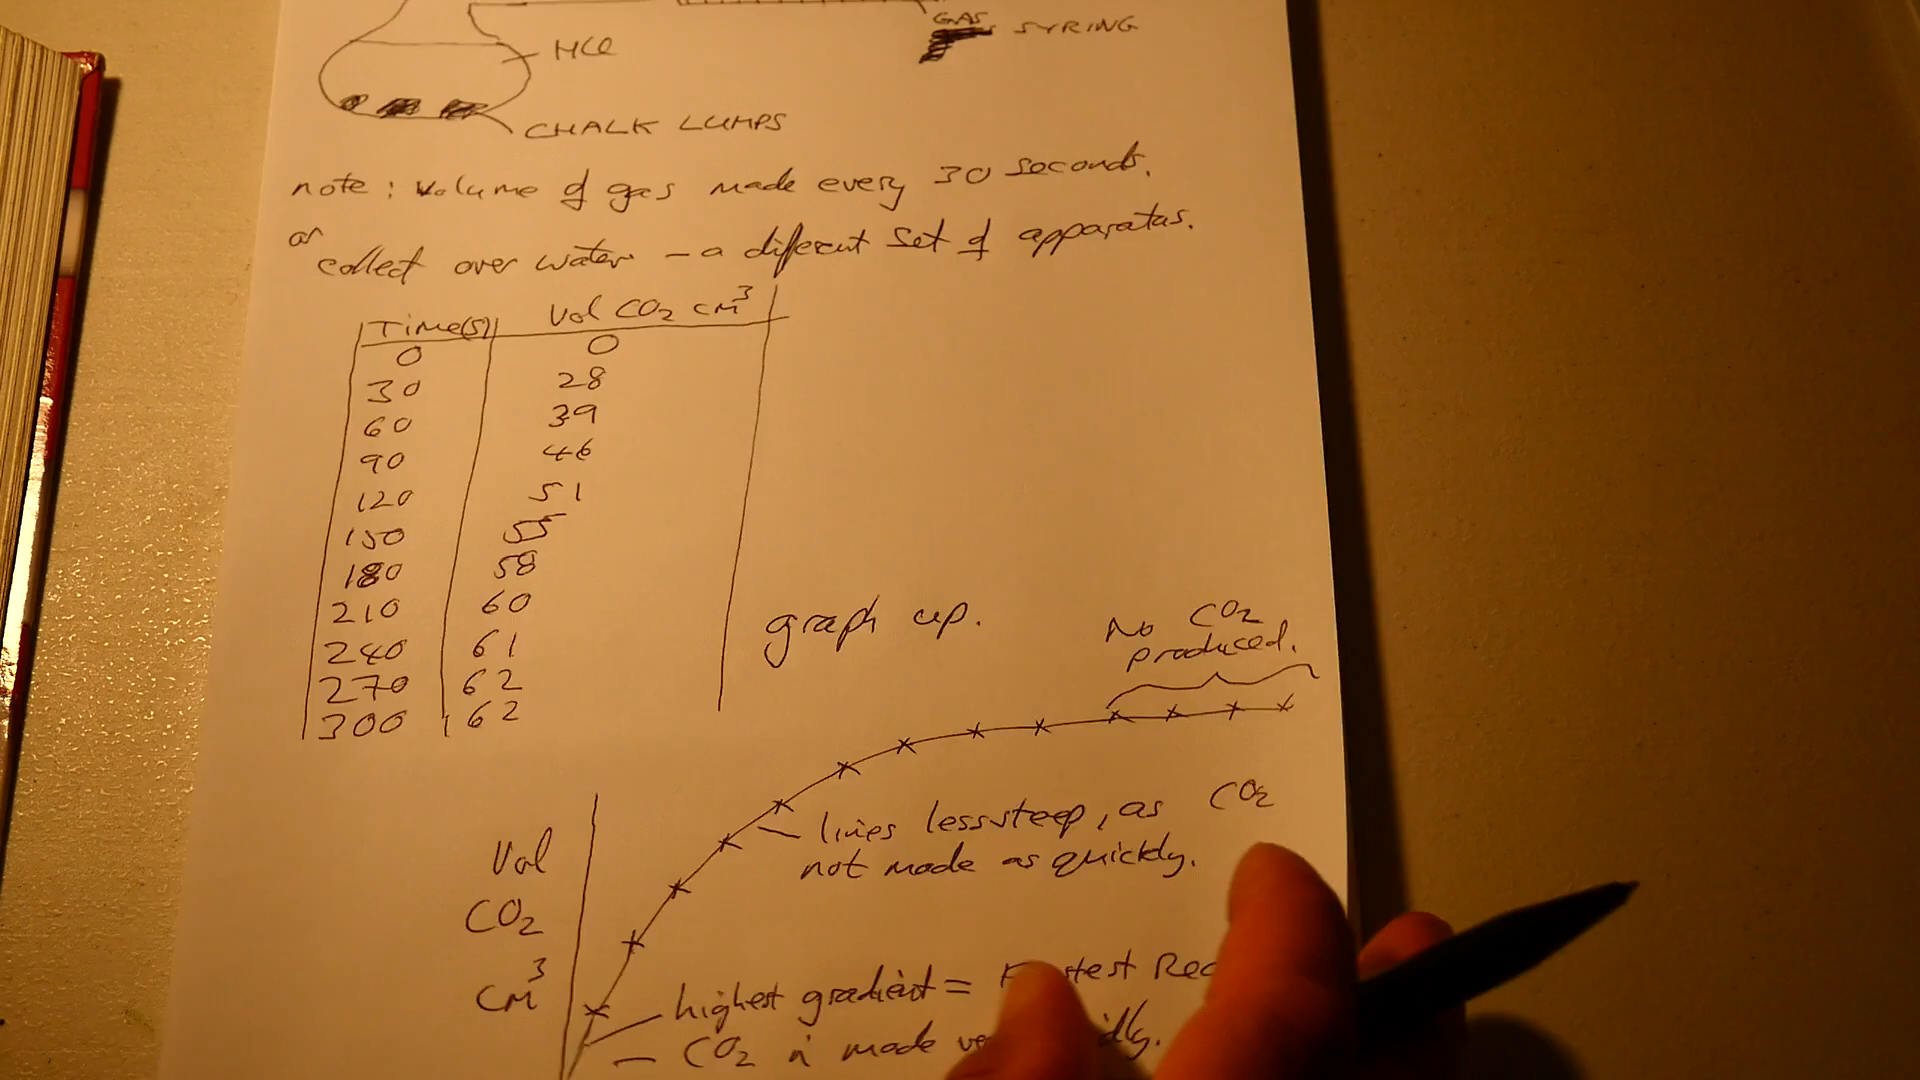 GAS
SYRING
HCl
CHALK LUMPS
note: volume of gas made every 30 seconds.
or
collect over water - a different set of apparatus.
Time(s) Vol CO2 cm3
0 0
30 28
60 39
90 46
120 51
150 55
180 58
210 60
240 61
270 62
300 62
graph up.
No CO2
produced.
lines less steep, as CO2
not made as quickly.
Vol
CO2
cm3
highest gradient =
CO2 is made